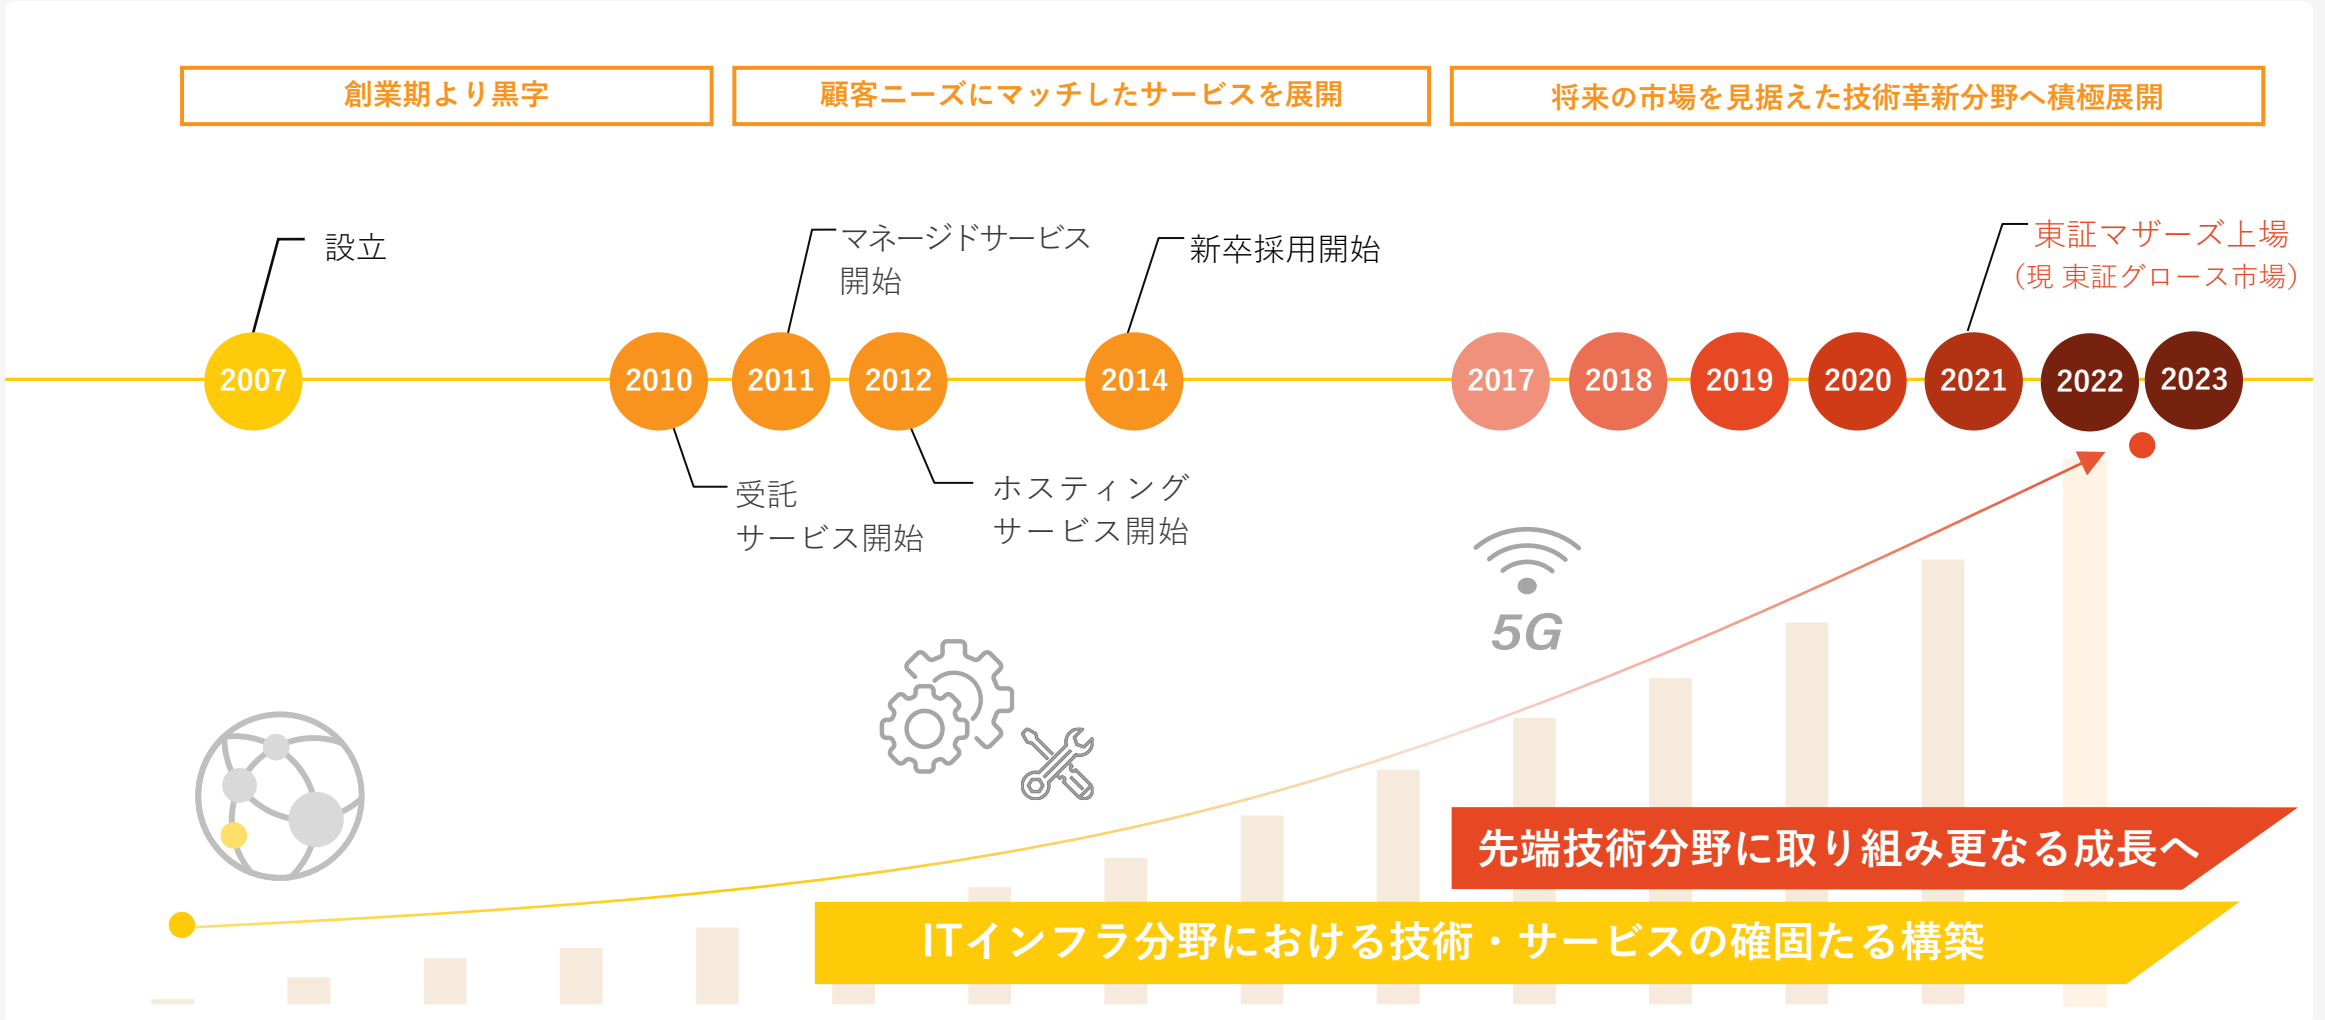 創業期より黒字
顧客ニーズにマッチしたサービスを展開
将来の市場を見据えた技術革新分野へ積極展開
設立
マネージドサービス
開始
新卒採用開始
東証マザーズ上場
（現 東証グロース市場）
2007
2010
2011
2012
2014
2017
2018
2019
2020
2021
2022
2023
受託
サービス開始
ホスティング
サービス開始
5G
先端技術分野に取り組み更なる成長へ
ITインフラ分野における技術・サービスの確固たる構築